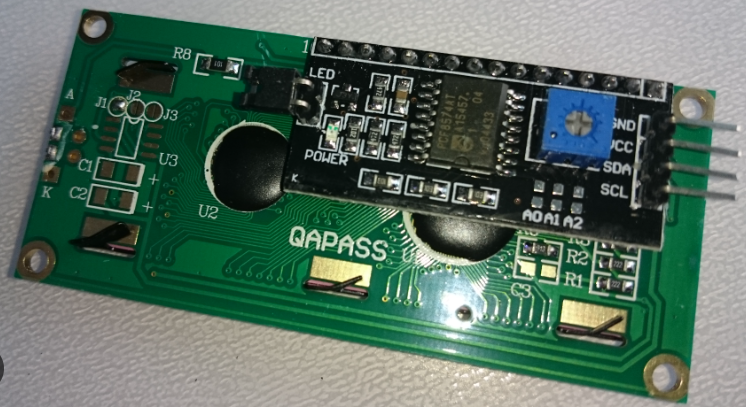 R8
1
LED
J1
J2
J3
A
U3
C1
+
C2
+
K
POWER
K
PCF8574AT
GND
VCC
SDA
SCL
A0 A1 A2
U2
QAPASS
R2
R1
C3